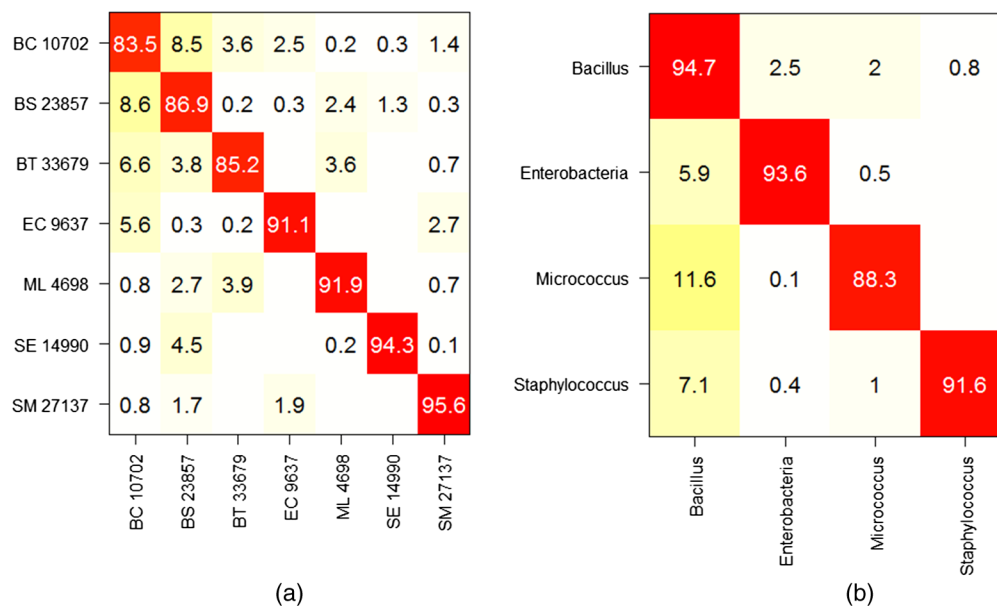 BC 10702 83.5 8.5 3.6 2.5 0.2 0.3 1.4
BS 23857 8.6 86.9 0.2 0.3 2.4 1.3 0.3
BT 33679 6.6 3.8 85.2 3.6 0.7
EC 9637 5.6 0.3 0.2 91.1 2.7
ML 4698 0.8 2.7 3.9 91.9 0.7
SE 14990 0.9 4.5 0.2 94.3 0.1
SM 27137 0.8 1.7 1.9 95.6
BC 10702 BS 23857 BT 33679 EC 9637 ML 4698 SE 14990 SM 27137
(a)
Bacillus 94.7 2.5 2 0.8
Enterobacteria 5.9 93.6 0.5
Micrococcus 11.6 0.1 88.3
Staphylococcus 7.1 0.4 1 91.6
Bacillus Enterobacteria Micrococcus Staphylococcus
(b)